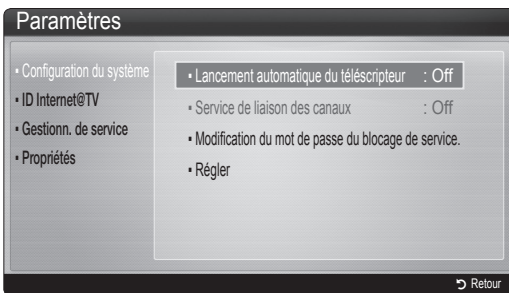 Paramètres
▪ Configuration du système
▪ ID Internet@TV
▪ Gestionn. de service
▪ Propriétés
▪ Lancement automatique du téléscripteur : Off
▪ Service de liaison des canaux : Off
▪ Modification du mot de passe du blocage de service.
▪ Régler
Retour